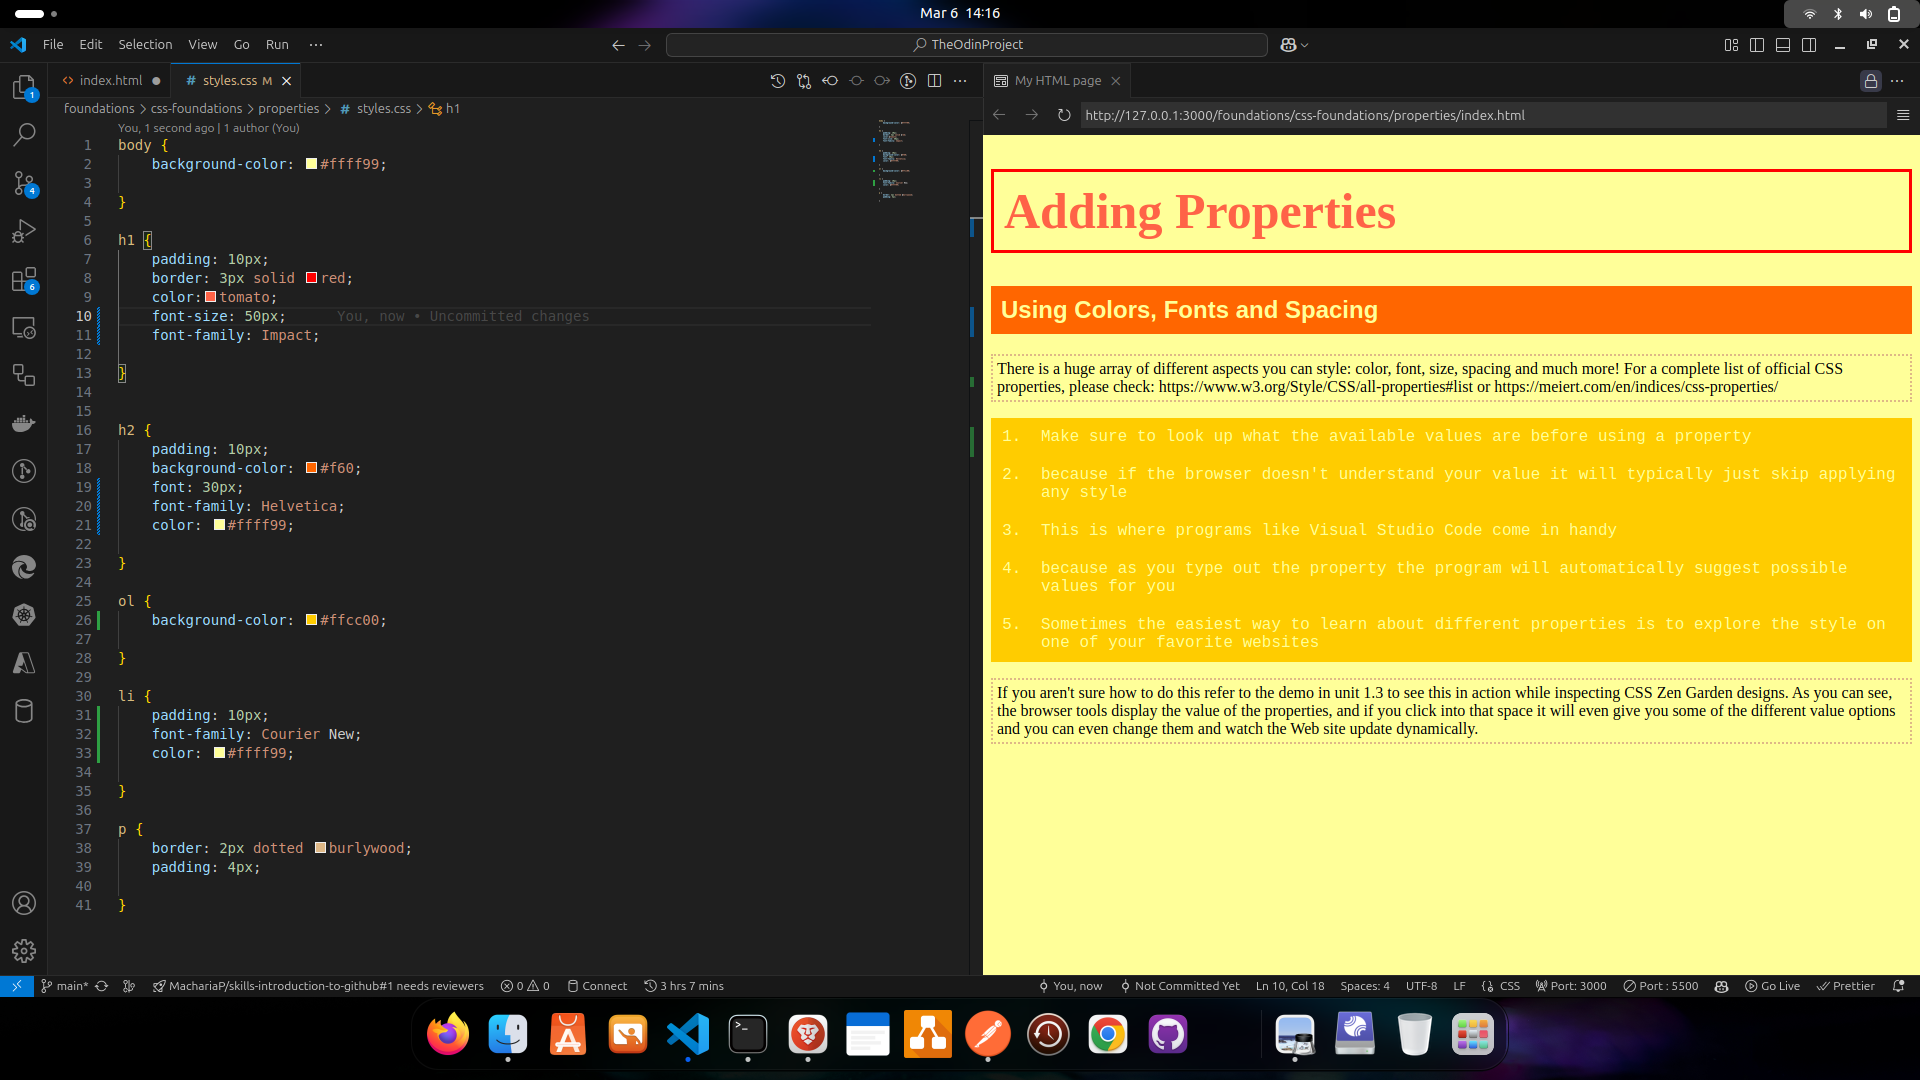 Mar 6 14:16
File Edit Selection View Go Run
TheOdinProject
index.html
styles.css M
foundations > css-foundations > properties > # styles.css > h1
You, 1 second ago | 1 author (You)
1 body {
2 background-color: #ffff99;
3
4 }
5
6 h1 {
7 padding: 10px;
8 border: 3px solid red;
9 color: tomato;
10 font-size: 50px; You, now • Uncommitted changes
11 font-family: Impact;
12
13 }
14
15
16 h2 {
17 padding: 10px;
18 background-color: #f60;
19 font: 30px;
20 font-family: Helvetica;
21 color: #ffff99;
22
23 }
24
25 ol {
26 background-color: #ffcc00;
27
28 }
29
30 li {
31 padding: 10px;
32 font-family: Courier New;
33 color: #ffff99;
34
35 }
36
37 p {
38 border: 2px dotted burlywood;
39 padding: 4px;
40
41 }
1
4
6
My HTML page
http://127.0.0.1:3000/foundations/css-foundations/properties/index.html
Adding Properties
Using Colors, Fonts and Spacing
There is a huge array of different aspects you can style: color, font, size, spacing and much more! For a complete list of official CSS
properties, please check: https://www.w3.org/Style/CSS/all-properties#list or https://meiert.com/en/indices/css-properties/
1. Make sure to look up what the available values are before using a property
2. because if the browser doesn't understand your value it will typically just skip applying
any style
3. This is where programs like Visual Studio Code come in handy
4. because as you type out the property the program will automatically suggest possible
values for you
5. Sometimes the easiest way to learn about different properties is to explore the style on
one of your favorite websites
If you aren't sure how to do this refer to the demo in unit 1.3 to see this in action while inspecting CSS Zen Garden designs. As you can see,
the browser tools display the value of the properties, and if you click into that space it will even give you some of the different value options
and you can even change them and watch the Web site update dynamically.
main* MachariaP/skills-introduction-to-github#1 needs reviewers 0 0 Connect 3 hrs 7 mins
You, now Not Committed Yet Ln 10, Col 18 Spaces: 4 UTF-8 LF CSS Port: 3000 Port : 5500 Go Live Prettier